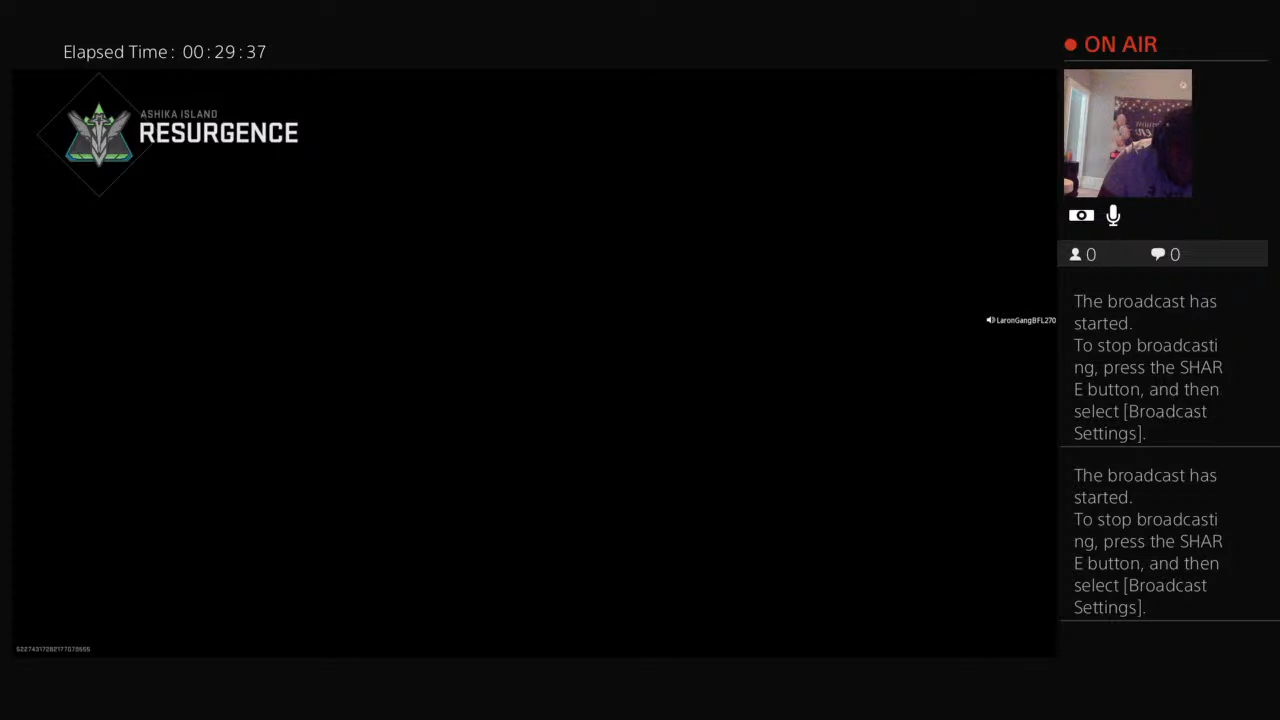 Elapsed Time: 00:29:37
ON AIR
ASHIKA ISLAND
RESURGENCE
0 0
LaronGangBFL270
The broadcast has
started.
To stop broadcasti
ng, press the SHAR
E button, and then
select [Broadcast
Settings].
The broadcast has
started.
To stop broadcasti
ng, press the SHAR
E button, and then
select [Broadcast
Settings].